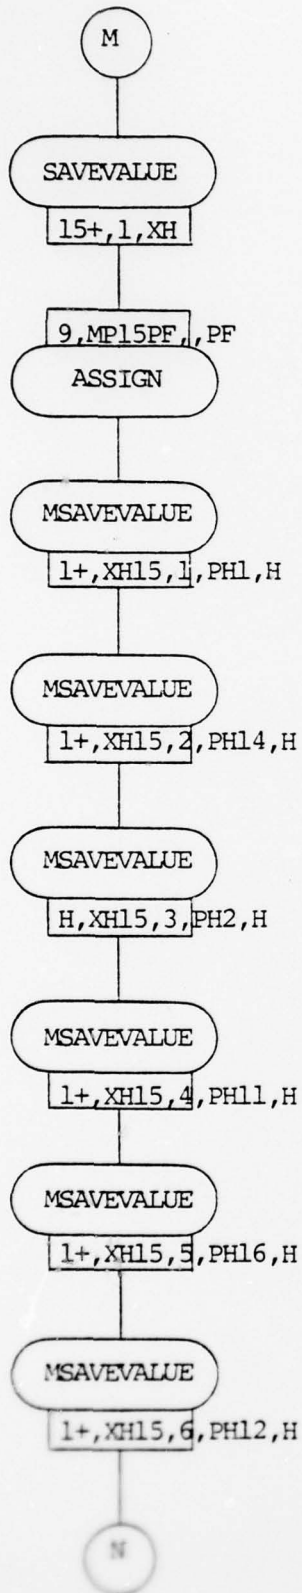 M
SAVEVALUE
15+,1,XH
9,MP15PF,,PF
ASSIGN
MSAVEVALUE
1+,XH15,1,PH1,H
MSAVEVALUE
1+,XH15,2,PH14,H
MSAVEVALUE
H,XH15,3,PH2,H
MSAVEVALUE
1+,XH15,4,PH11,H
MSAVEVALUE
1+,XH15,5,PH16,H
MSAVEVALUE
1+,XH15,6,PH12,H
N